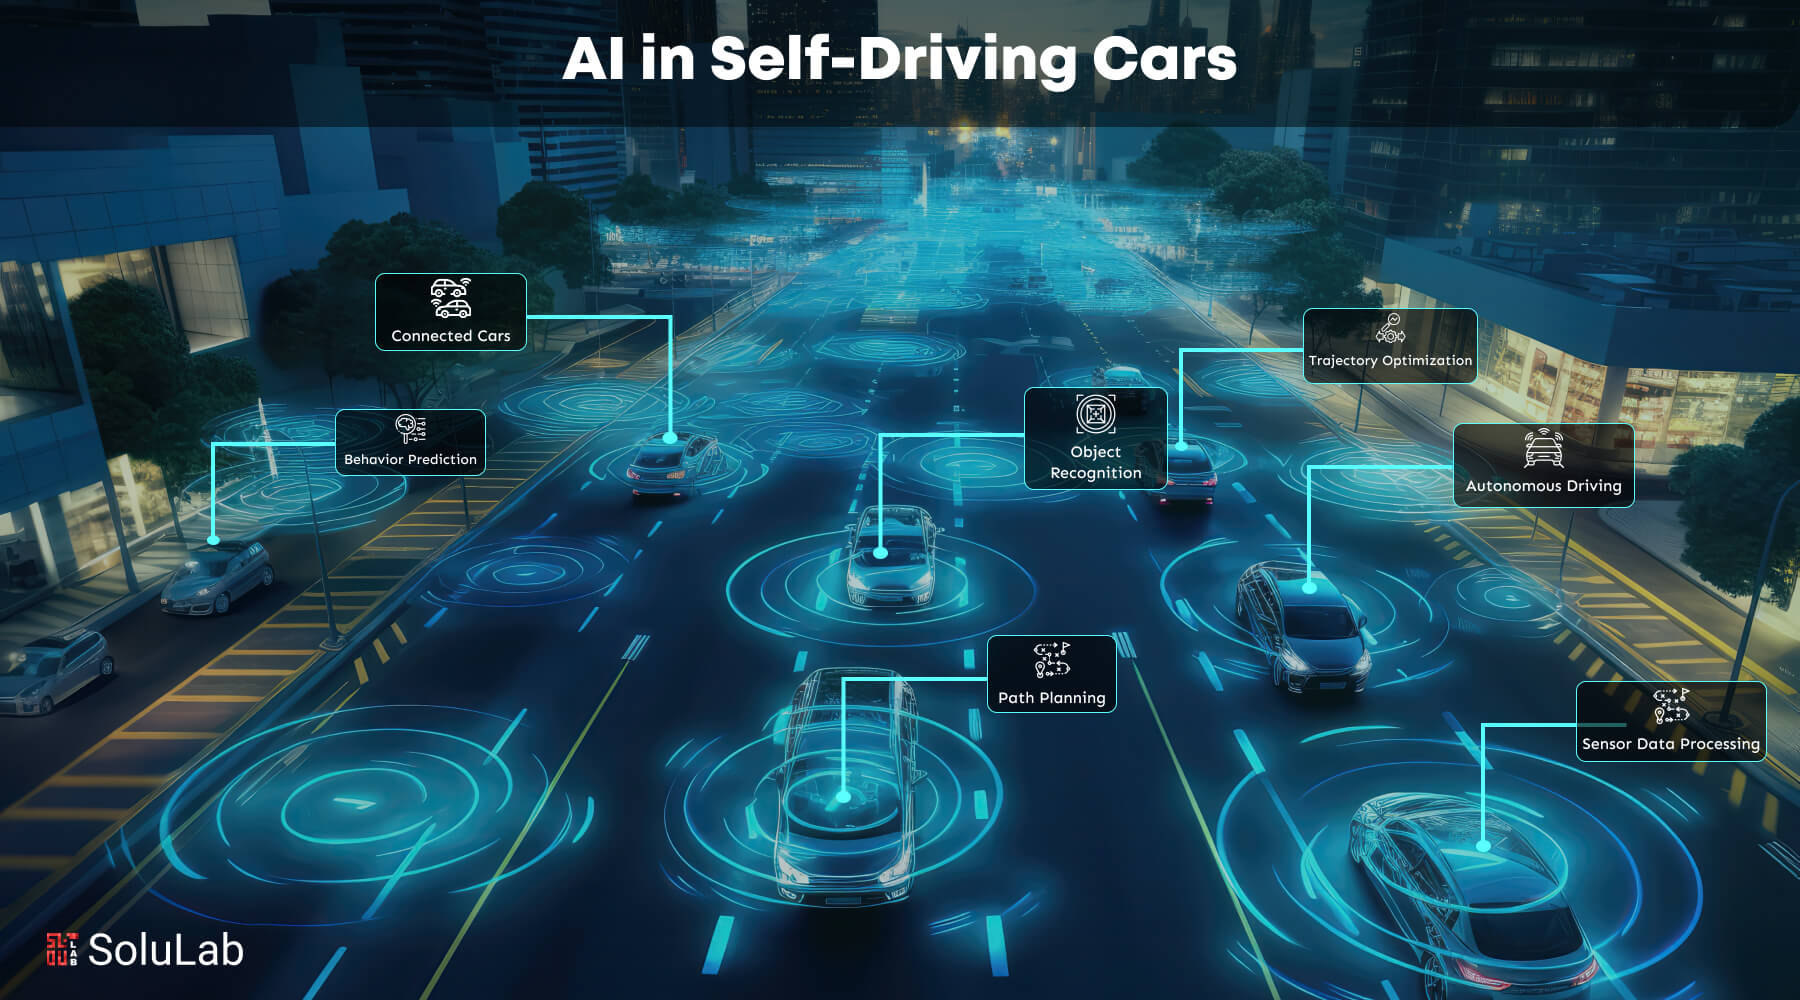 AI in Self-Driving Cars
Connected Cars
Trajectory Optimization
Behavior Prediction
Object
Recognition
Autonomous Driving
Path Planning
Sensor Data Processing
SoluLab